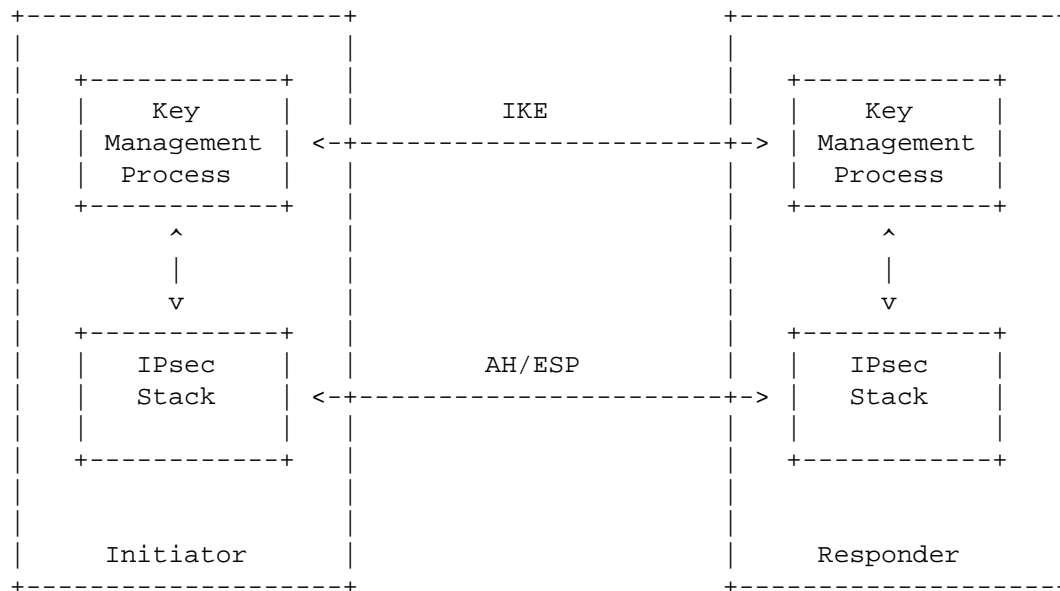 Key Management Process
IKE
Key Management Process
IPsec Stack
AH/ESP
IPsec Stack
Initiator
Responder